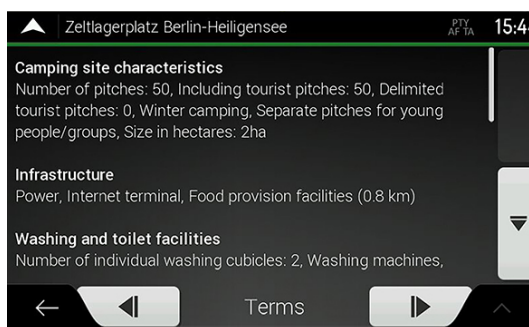 Zeltlagerplatz Berlin-Heiligensee
PTY
AF TA
15:4
Camping site characteristics
Number of pitches: 50, Including tourist pitches: 50, Delimited
tourist pitches: 0, Winter camping, Separate pitches for young
people/groups, Size in hectares: 2ha
Infrastructure
Power, Internet terminal, Food provision facilities (0.8 km)
Washing and toilet facilities
Number of individual washing cubicles: 2, Washing machines,
Terms